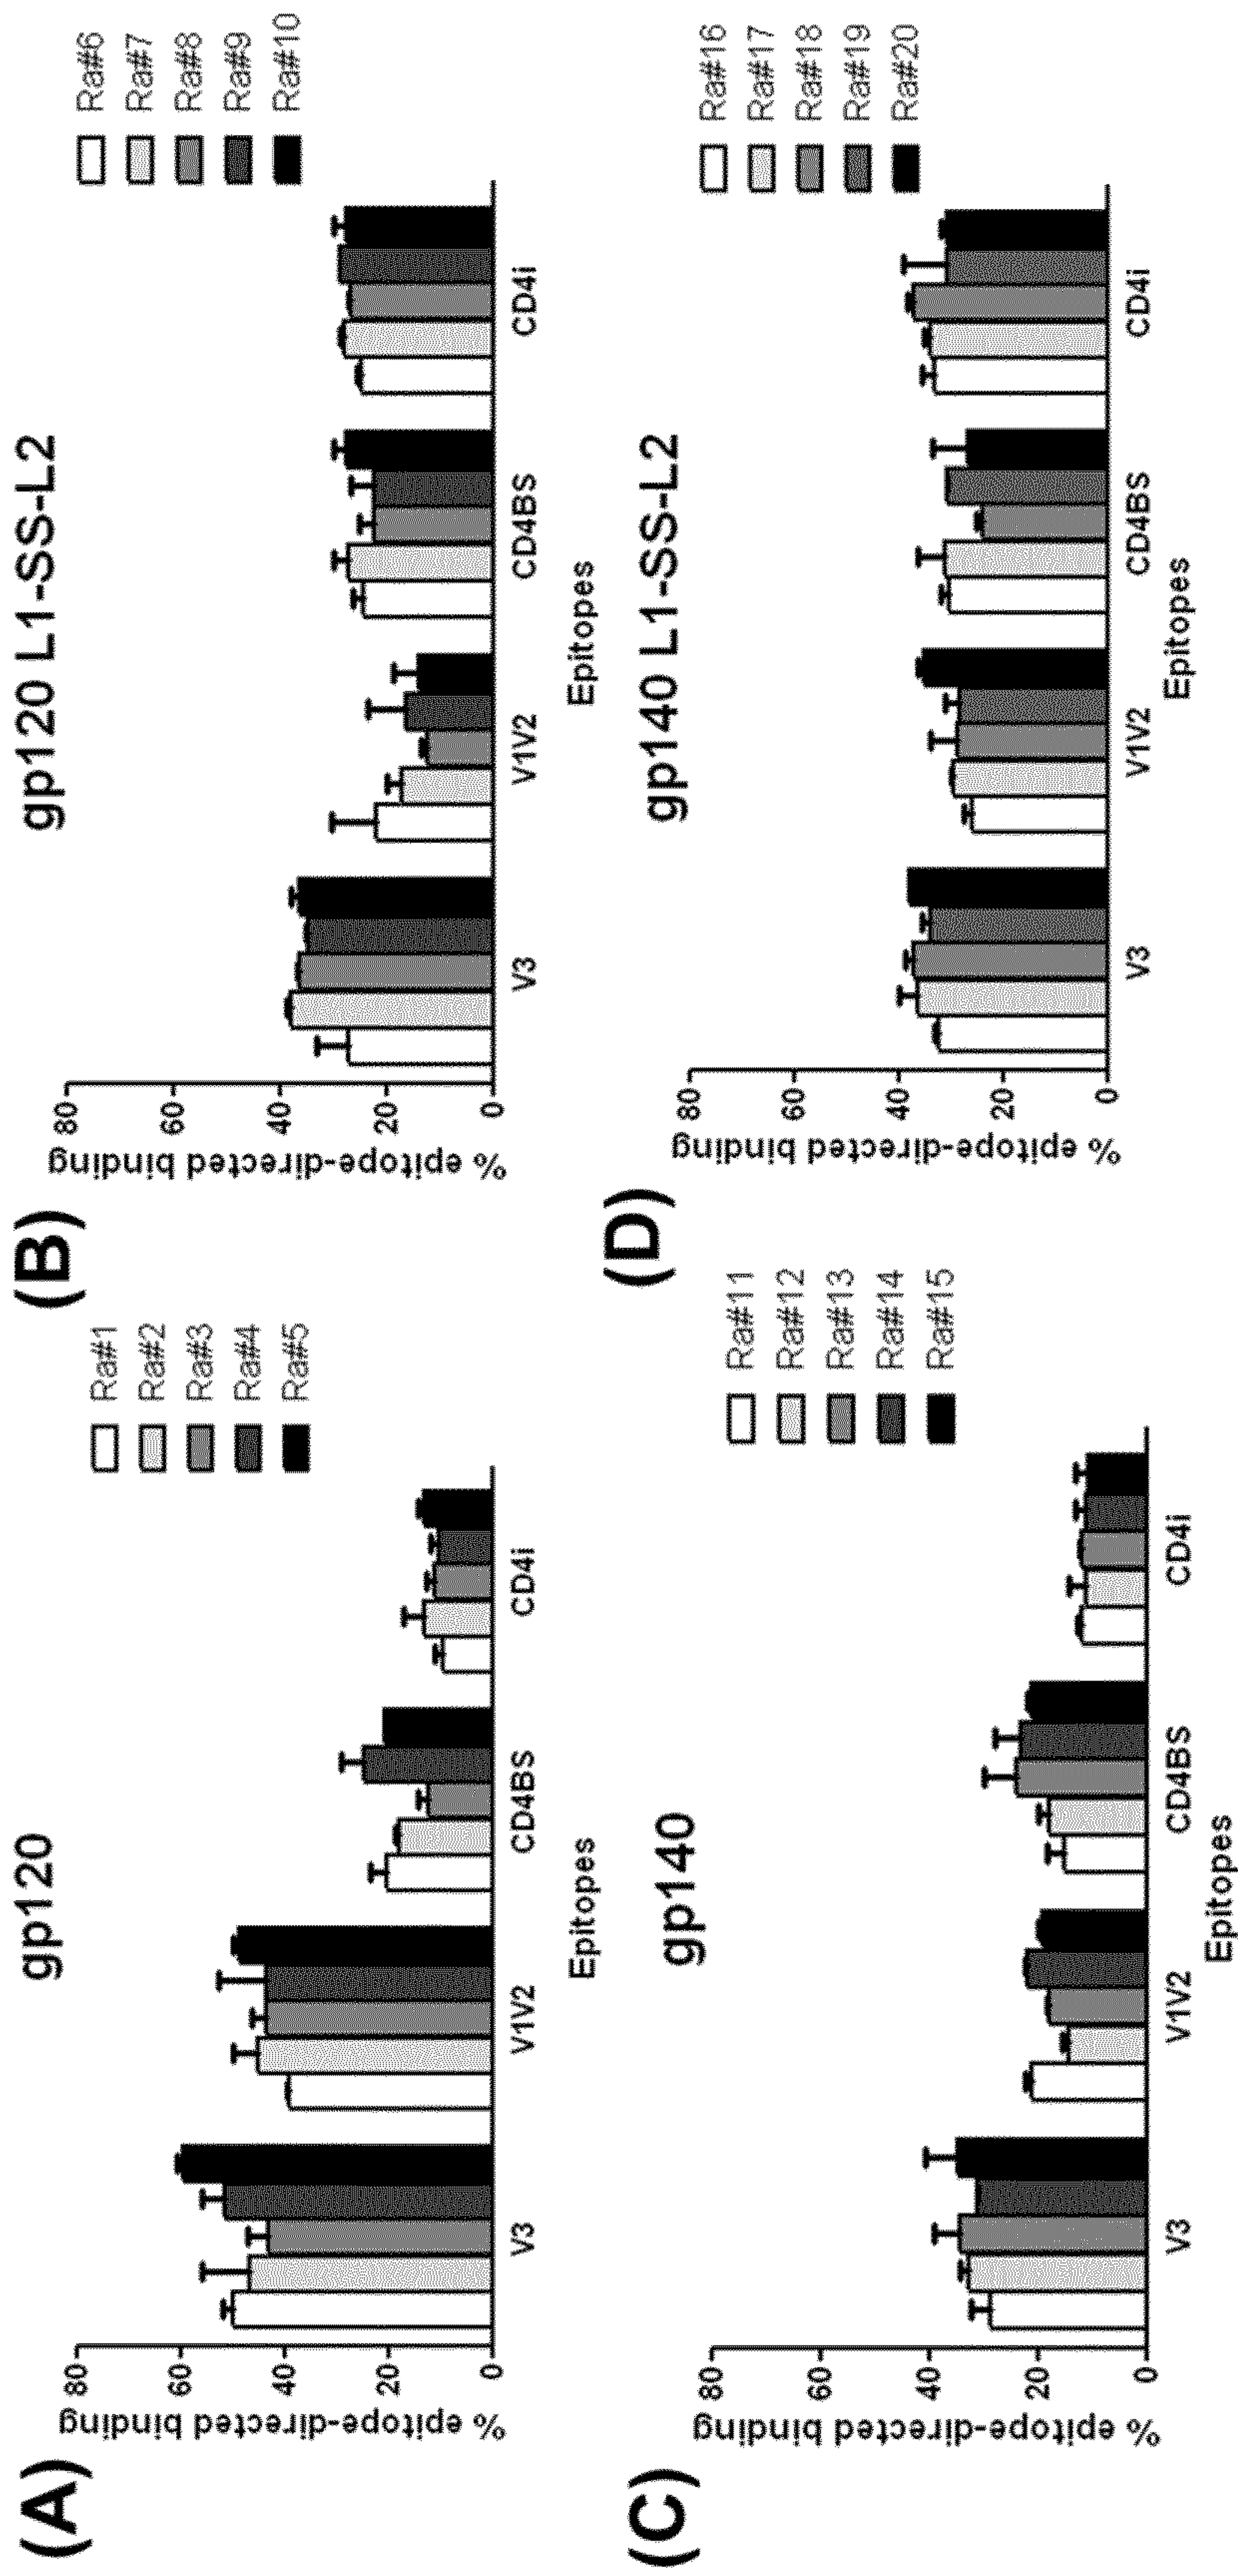 (A)
gp120
% epitope-directed binding
80
60
40
20
0
V3
V1V2
CD4BS
CD4i
Epitopes
Ra#1
Ra#2
Ra#3
Ra#4
Ra#5
(B)
gp120 L1-SS-L2
% epitope-directed binding
80
60
40
20
0
V3
V1V2
CD4BS
CD4i
Epitopes
Ra#6
Ra#7
Ra#8
Ra#9
Ra#10
(C)
gp140
% epitope-directed binding
80
60
40
20
0
V3
V1V2
CD4BS
CD4i
Epitopes
Ra#11
Ra#12
Ra#13
Ra#14
Ra#15
(D)
gp140 L1-SS-L2
% epitope-directed binding
80
60
40
20
0
V3
V1V2
CD4BS
CD4i
Epitopes
Ra#16
Ra#17
Ra#18
Ra#19
Ra#20